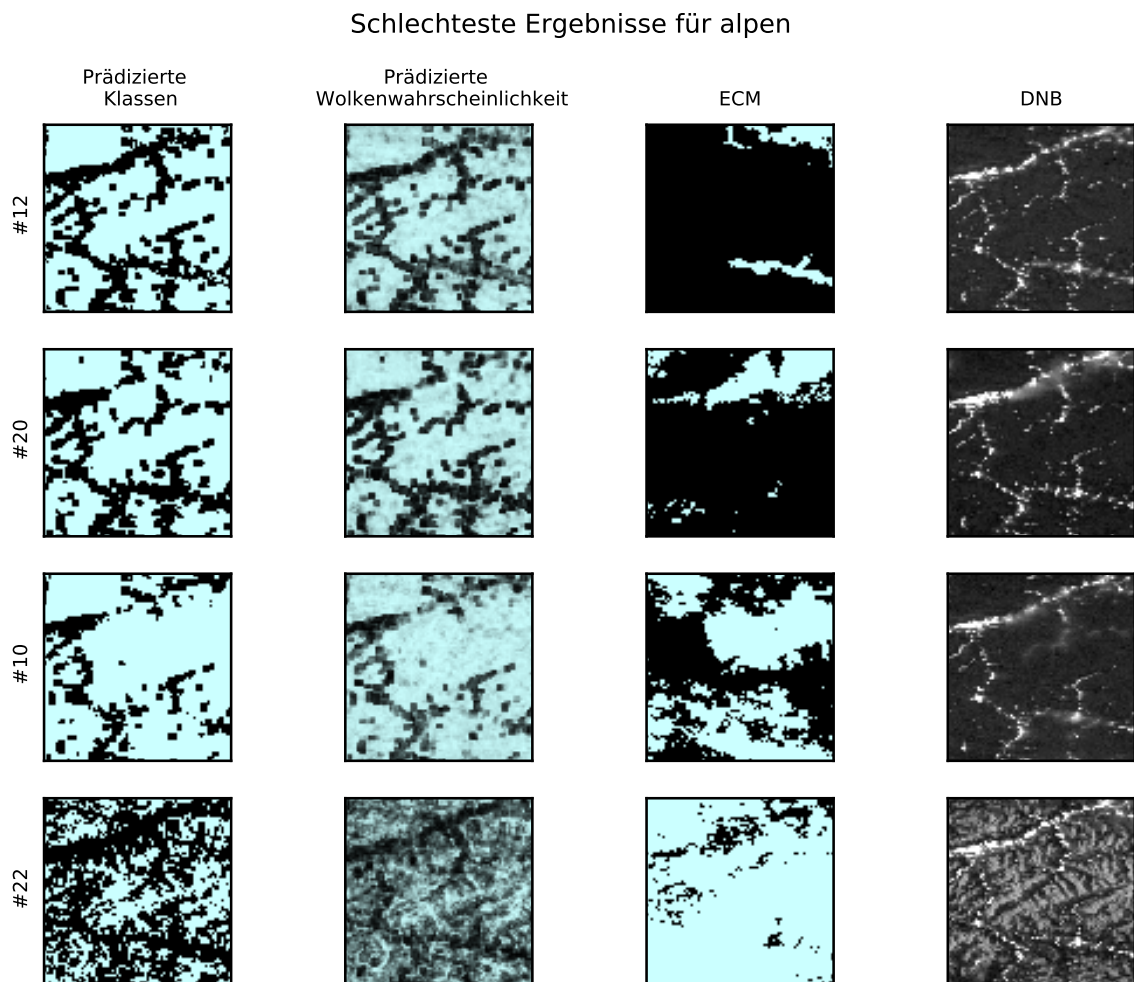 Schlechteste Ergebnisse für alpen
Prädizierte
Klassen
Prädizierte
Wolkenwahrscheinlichkeit
ECM
DNB
#12
#20
#10
#22